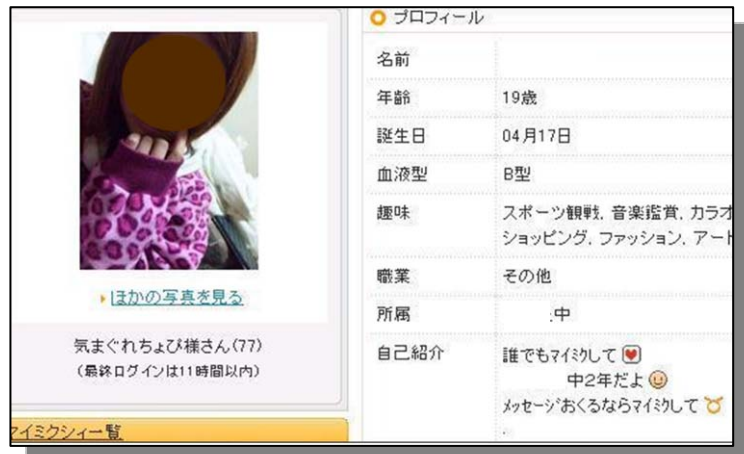 ほかの写真を見る
気まぐれちょび様さん(77)
(最終ログインは11時間以内)
マイミクシィ一覧
プロフィール
名前
年齢 19歳
誕生日 04月17日
血液型 B型
趣味 スポーツ観戦, 音楽鑑賞, カラオ
ショッピング, ファッション, アート
職業 その他
所属 :中
自己紹介 誰でもマイミクして
中2年だよ
メッセージおくるならマイミクして